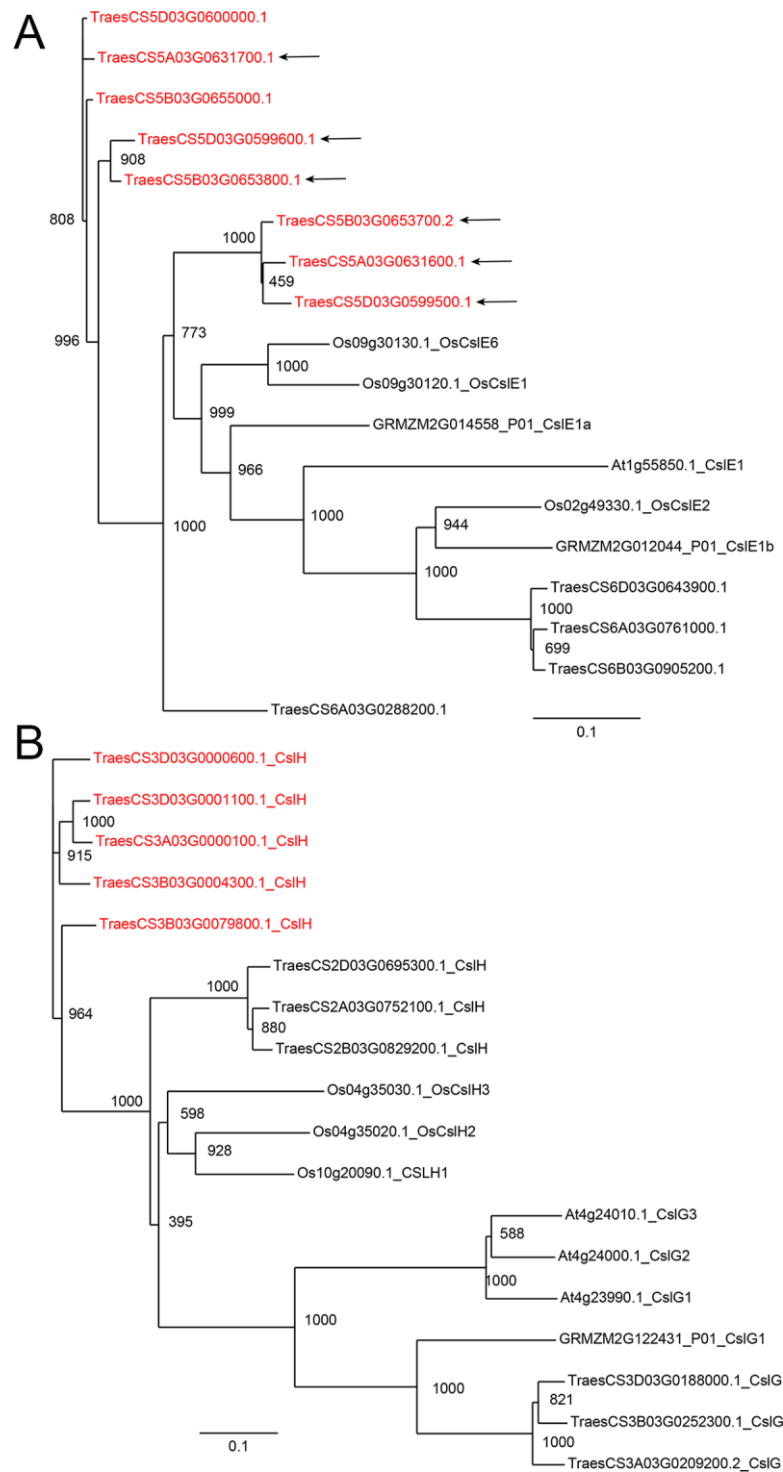 A
TraesCS5D03G0600000.1
TraesCS5A03G0631700.1
TraesCS5B03G0655000.1
TraesCS5D03G0599600.1
908
TraesCS5B03G0653800.1
808
TraesCS5B03G0653700.2
1000
TraesCS5A03G0631600.1
459
TraesCS5D03G0599500.1
773
996
Os09g30130.1_OsCslE6
1000
Os09g30120.1_OsCslE1
999
GRMZM2G014558_P01_CslE1a
966
At1g55850.1_CslE1
Os02g49330.1_OsCslE2
1000
1000
944
GRMZM2G012044_P01_CslE1b
1000
TraesCS6D03G0643900.1
1000
TraesCS6A03G0761000.1
699
TraesCS6B03G0905200.1
TraesCS6A03G0288200.1
0.1
B
TraesCS3D03G0000600.1_CslH
TraesCS3D03G0001100.1_CslH
1000
TraesCS3A03G0000100.1_CslH
915
TraesCS3B03G0004300.1_CslH
TraesCS3B03G0079800.1_CslH
TraesCS2D03G0695300.1_CslH
1000
964
TraesCS2A03G0752100.1_CslH
880
TraesCS2B03G0829200.1_CslH
Os04g35030.1_OsCslH3
1000
598
Os04g35020.1_OsCslH2
928
Os10g20090.1_CSLH1
At4g24010.1_CslG3
395
588
At4g24000.1_CslG2
1000
At4g23990.1_CslG1
1000
GRMZM2G122431_P01_CslG1
TraesCS3D03G0188000.1_CslG
1000
821
TraesCS3B03G0252300.1_CslG
0.1
1000
TraesCS3A03G0209200.2_CslG